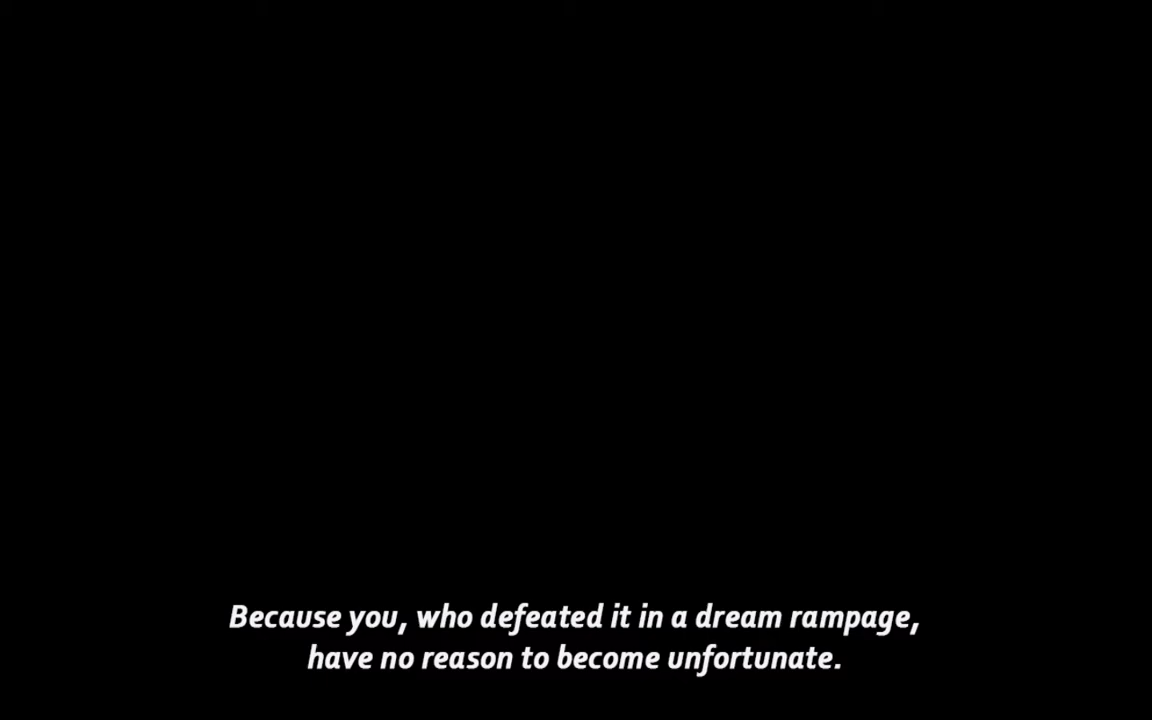 Because you, who defeated it in a dream rampage,
have no reason to become unfortunate.